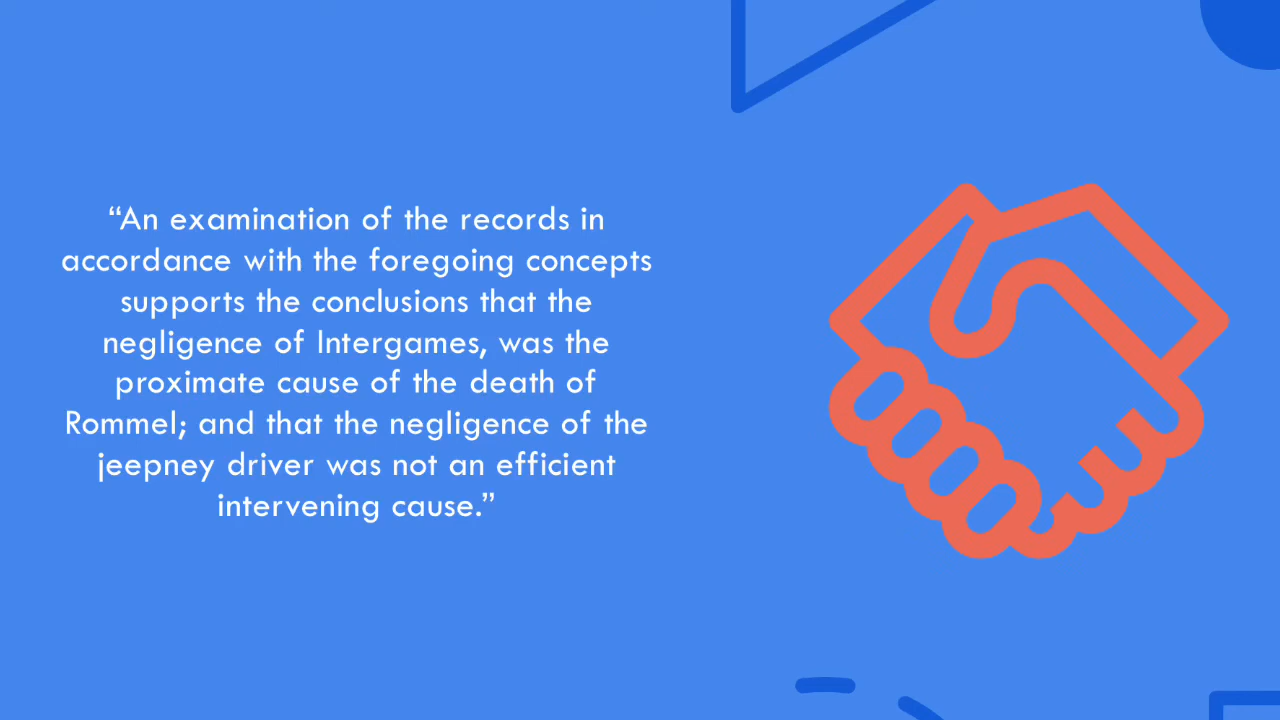 “An examination of the records in
accordance with the foregoing concepts
supports the conclusions that the
negligence of Intergames, was the
proximate cause of the death of
Rommel; and that the negligence of the
jeepney driver was not an efficient
intervening cause.”